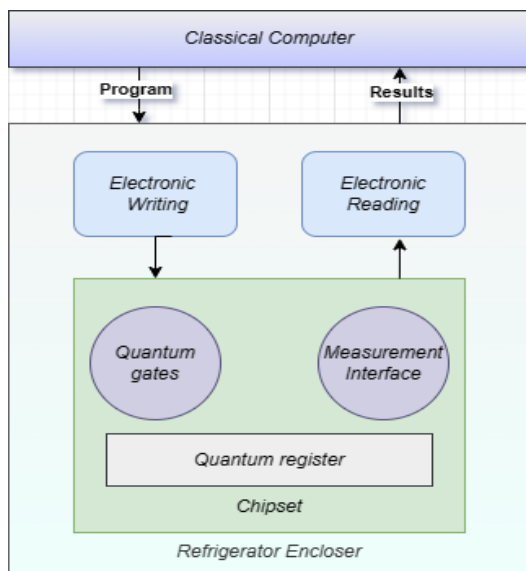 Classical Computer
Program
Results
Electronic
Writing
Electronic
Reading
Quantum
gates
Measurement
Interface
Quantum register
Chipset
Refrigerator Encloser